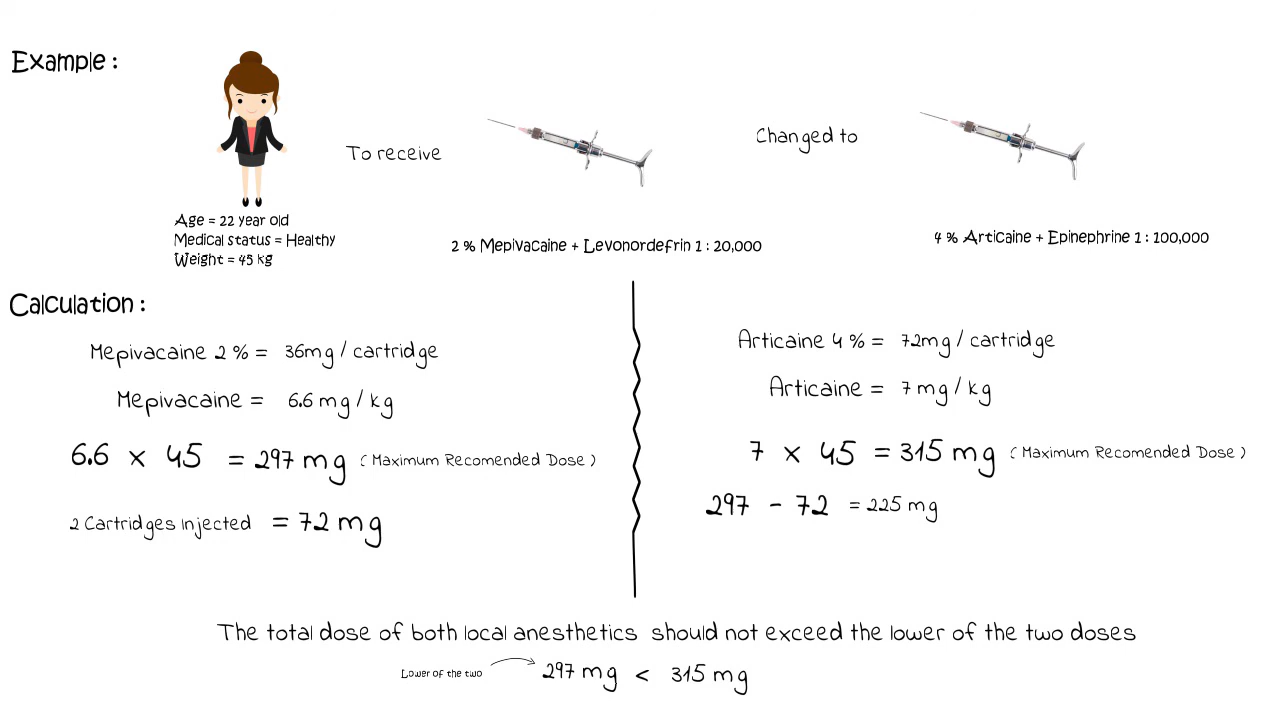 Example :
To receive
Changed to
Age = 22 year old
Medical status = Healthy
Weight = 45 kg
2 % Mepivacaine + Levonordefrin 1 : 20,000
4 % Articaine + Epinephrine 1 : 100,000
Calculation :
Mepivacaine 2 % = 36mg / cartridge
Mepivacaine = 6.6 mg / kg
6.6 x 45 = 297 mg ( Maximum Recomended Dose )
2 Cartridges Injected = 72 mg
Articaine 4 % = 72mg / cartridge
Articaine = 7 mg / kg
7 x 45 = 315 mg ( Maximum Recomended Dose )
297 - 72 = 225 mg
The total dose of both local anesthetics should not exceed the lower of the two doses
Lower of the two 297 mg < 315 mg